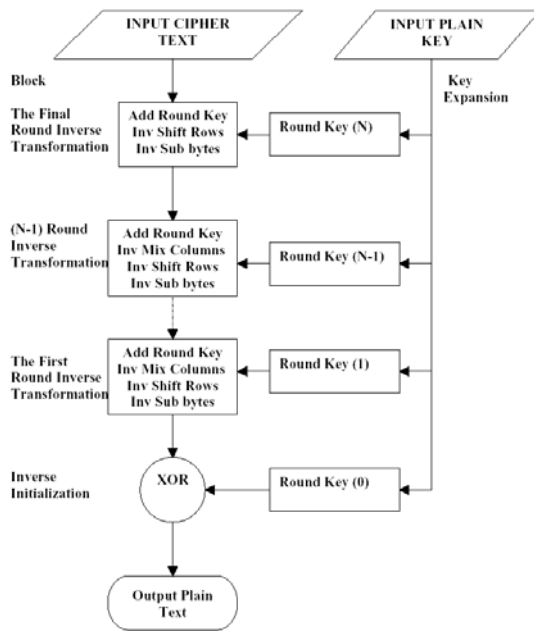 INPUT CIPHER
TEXT
INPUT PLAIN
KEY
Block
Key
Expansion
The Final
Round Inverse
Transformation
Add Round Key
Inv Shift Rows
Inv Sub bytes
Round Key (N)
(N-1) Round
Inverse
Transformation
Add Round Key
Inv Mix Columns
Inv Shift Rows
Inv Sub bytes
Round Key (N-1)
The First
Round Inverse
Transformation
Add Round Key
Inv Mix Columns
Inv Shift Rows
Inv Sub bytes
Round Key (1)
Inverse
Initialization
XOR
Round Key (0)
Output Plain
Text